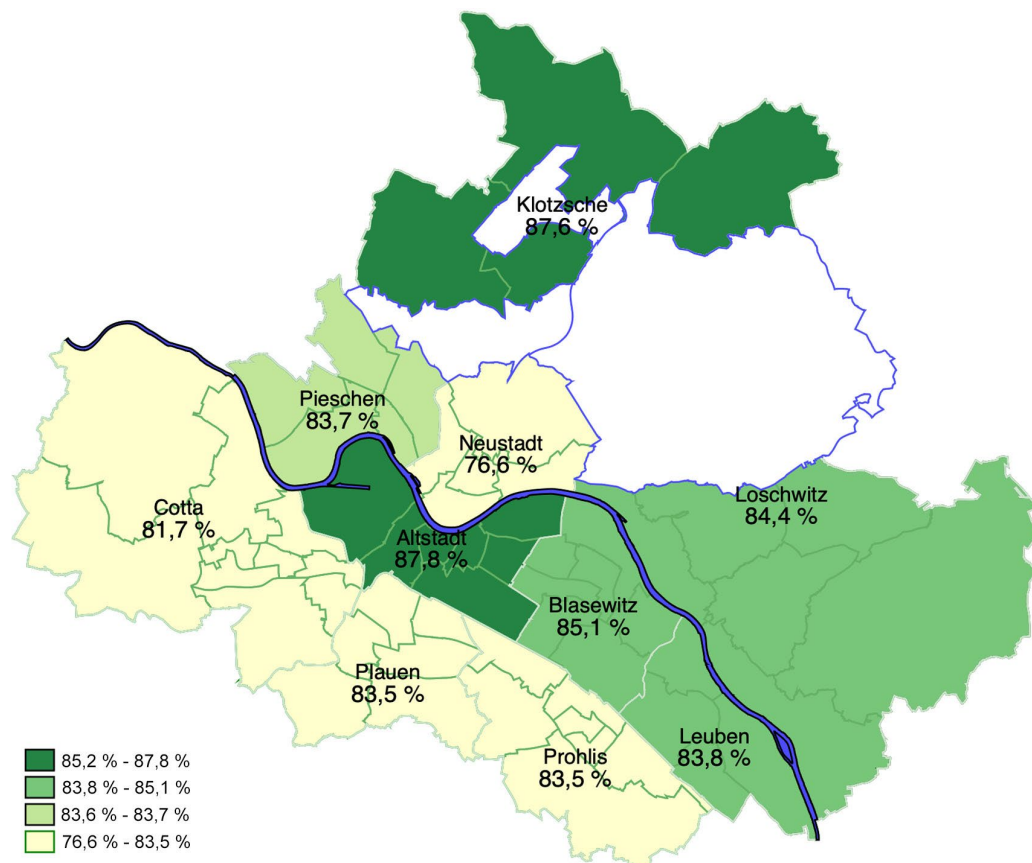 Klotzsche
87,6 %
Pieschen
83,7 %
Neustadt
76,6 %
Loschwitz
84,4 %
Cotta
81,7 %
Altstadt
87,8 %
Blasewitz
85,1 %
Plauen
83,5 %
Leuben
83,8 %
Prohlis
83,5 %
85,2 % - 87,8 %
83,8 % - 85,1 %
83,6 % - 83,7 %
76,6 % - 83,5 %